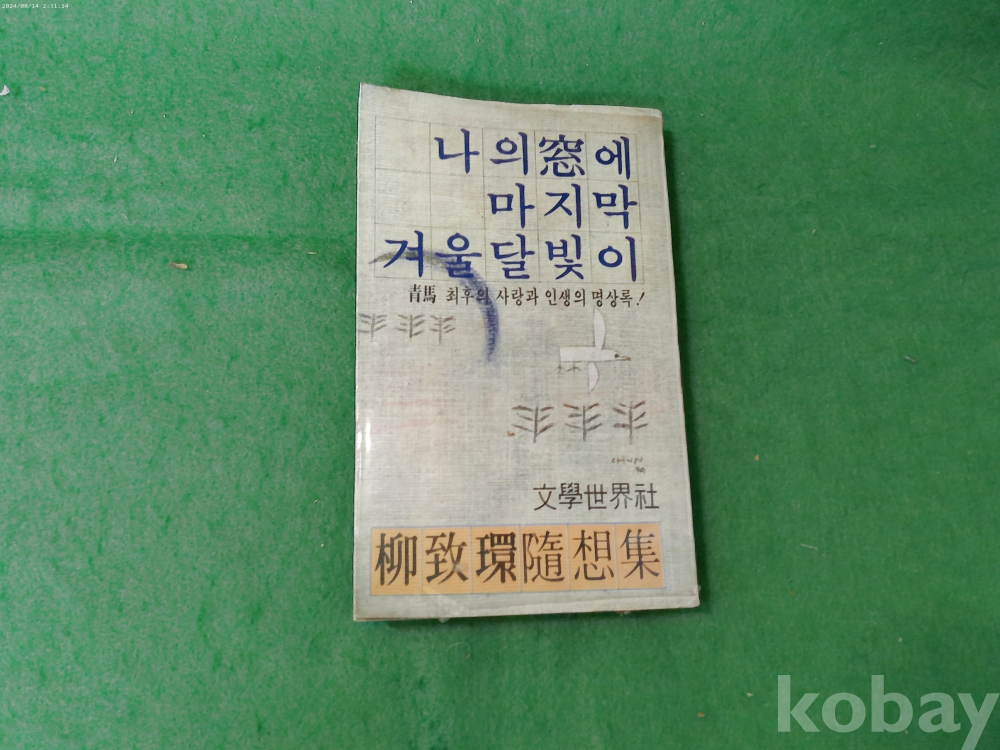 2024/08/14 2:31:14
나의窓에
마지막
겨울달빛이
靑馬 최후의 사랑과 인생의 명상록!
文學世界社
柳致環隨想集
kobay